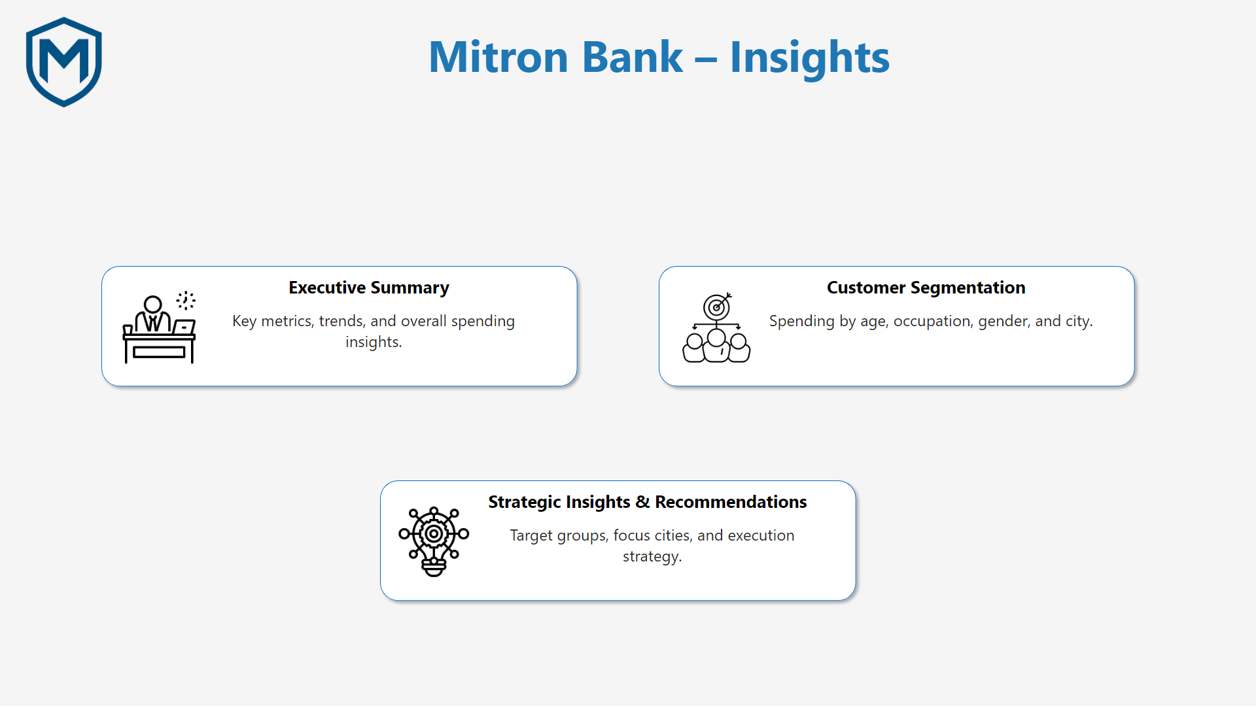 M
Mitron Bank – Insights
Executive Summary
Key metrics, trends, and overall spending
insights.
Customer Segmentation
Spending by age, occupation, gender, and city.
Strategic Insights & Recommendations
Target groups, focus cities, and execution
strategy.